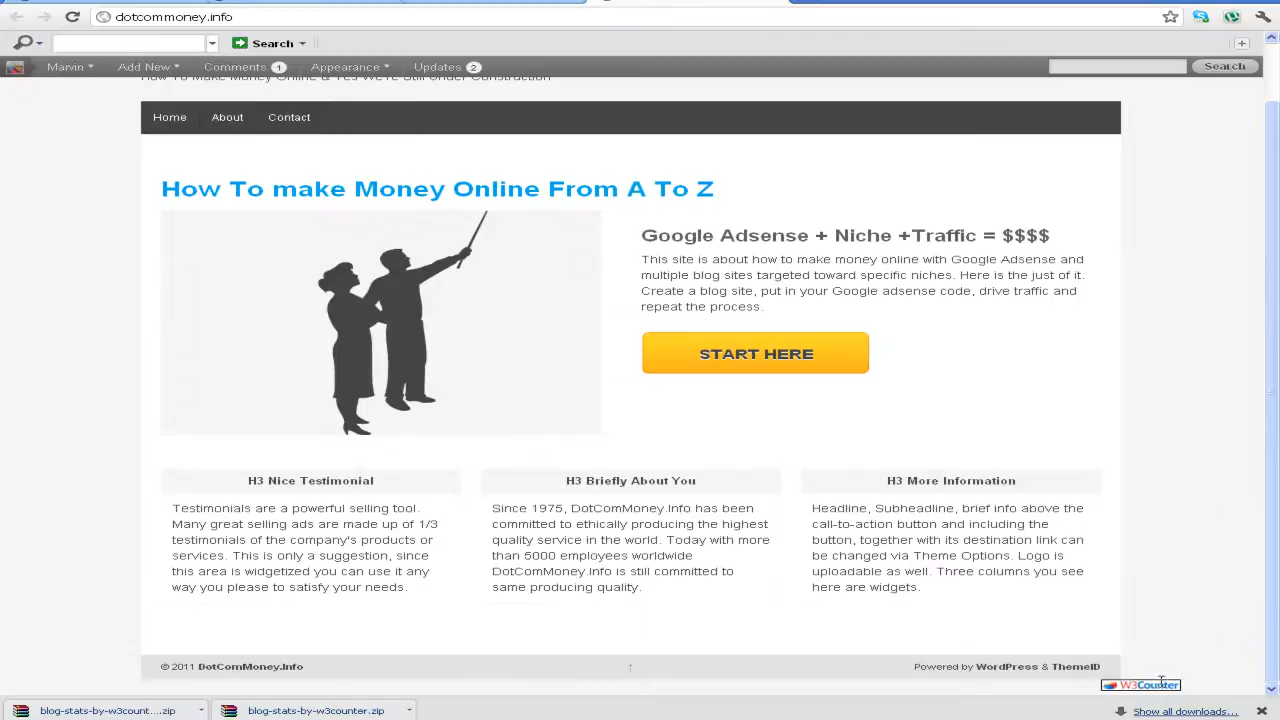 dotcommoney.info
Search
Marvin Add New Comments 1 Appearance Updates 2 Search
How To Make Money Online & Yes We're Still Under Construction
Home About Contact
How To make Money Online From A To Z
Google Adsense + Niche +Traffic = $$$$
This site is about how to make money online with Google Adsense and
multiple blog sites targeted toward specific niches. Here is the just of it.
Create a blog site, put in your Google adsense code, drive traffic and
repeat the process.
START HERE
H3 Nice Testimonial
Testimonials are a powerful selling tool.
Many great selling ads are made up of 1/3
testimonials of the company's products or
services. This is only a suggestion, since
this area is widgetized you can use it any
way you please to satisfy your needs.
H3 Briefly About You
Since 1975, DotComMoney.Info has been
committed to ethically producing the highest
quality service in the world. Today with more
than 5000 employees worldwide
DotComMoney.Info is still committed to
same producing quality.
H3 More Information
Headline, Subheadline, brief info above the
call-to-action button and including the
button, together with its destination link can
be changed via Theme Options. Logo is
uploadable as well. Three columns you see
here are widgets.
© 2011 DotComMoney.Info ↑ Powered by WordPress & ThemeID
W3Counter
blog-stats-by-w3count....zip blog-stats-by-w3counter.zip Show all downloads...